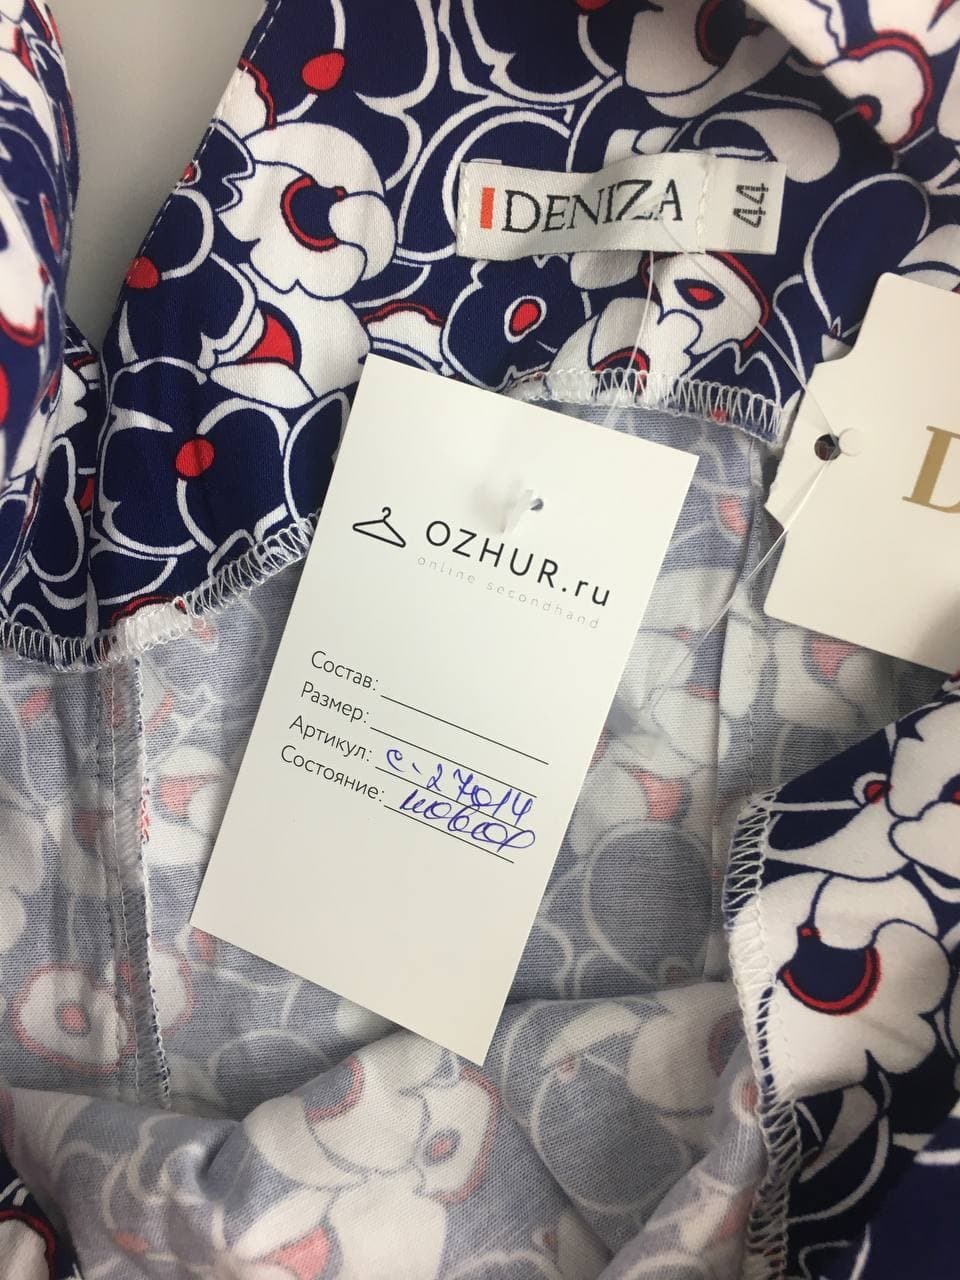 DENIZA 44
D
OZHUR.ru
online secondhand
Состав:
Размер:
Артикул: С-27014
Состояние: новое